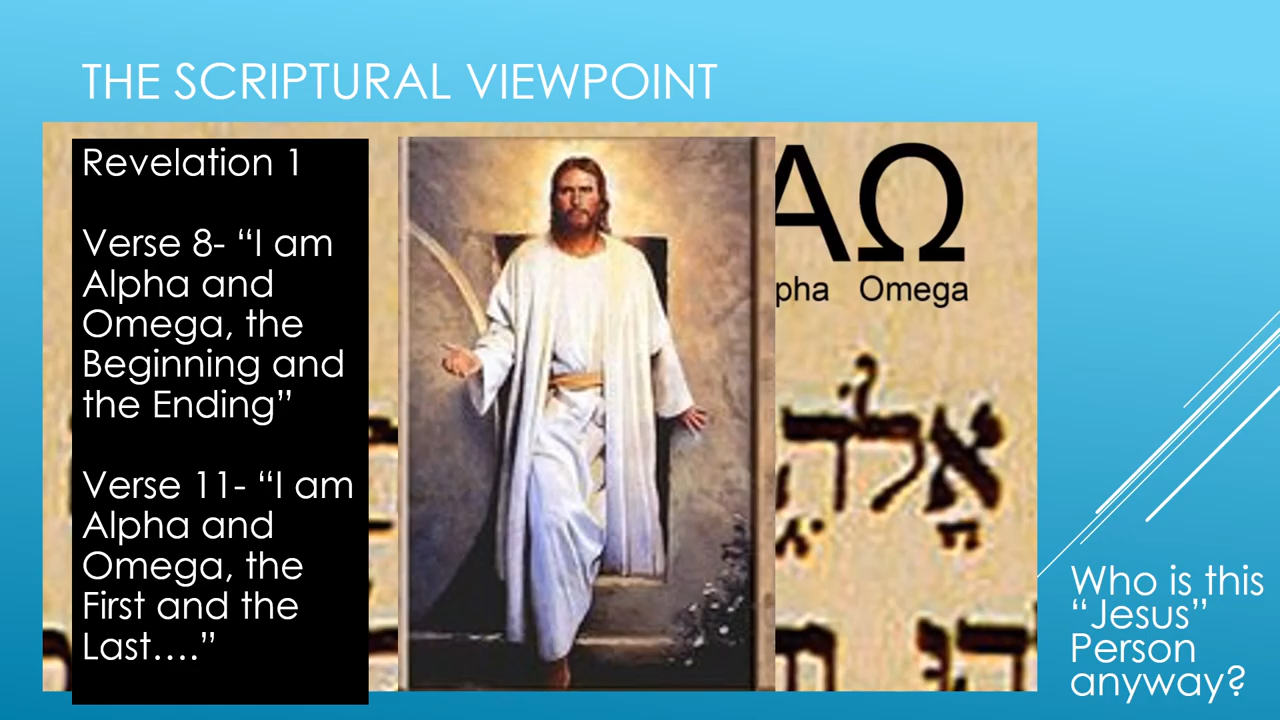 THE SCRIPTURAL VIEWPOINT
Revelation 1
Verse 8- “I am
Alpha and
Omega, the
Beginning and
the Ending”
Verse 11- “I am
Alpha and
Omega, the
First and the
Last….”
ΑΩ
pha Omega
Who is this
“Jesus”
Person
anyway?